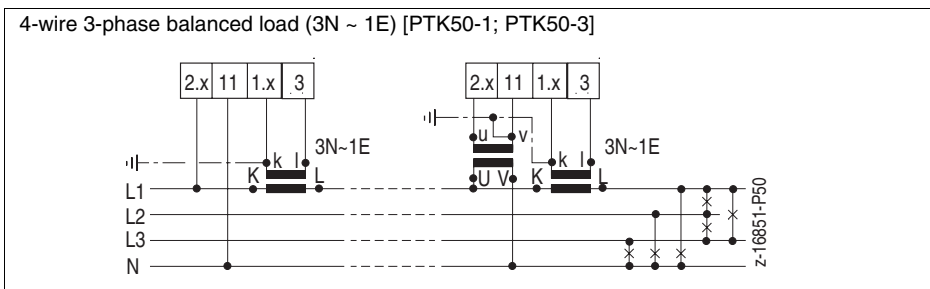 4-wire 3-phase balanced load (3N ~ 1E) [PTK50-1; PTK50-3]
2.x 11 1.x 3
2.x 11 1.x 3
u v
k l 3N~1E
k l 3N~1E
K L
U V K L
L1
L2
L3
N
z-16851-P50